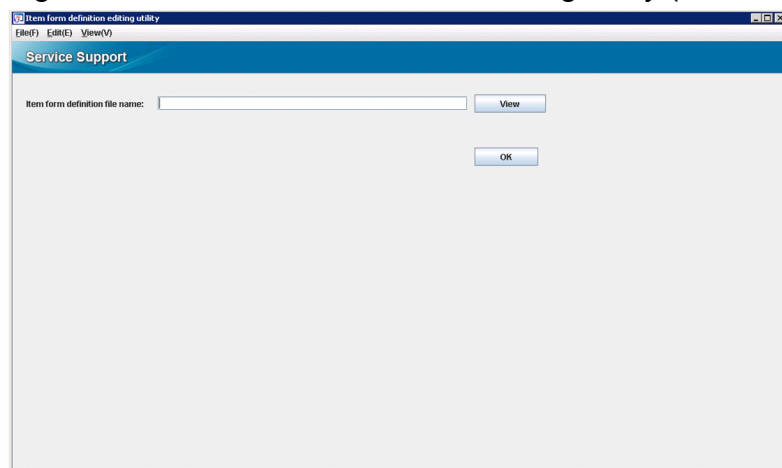 Item form definition editing utility
File(F) Edit(E) View(V)
Service Support
Item form definition file name: View
OK